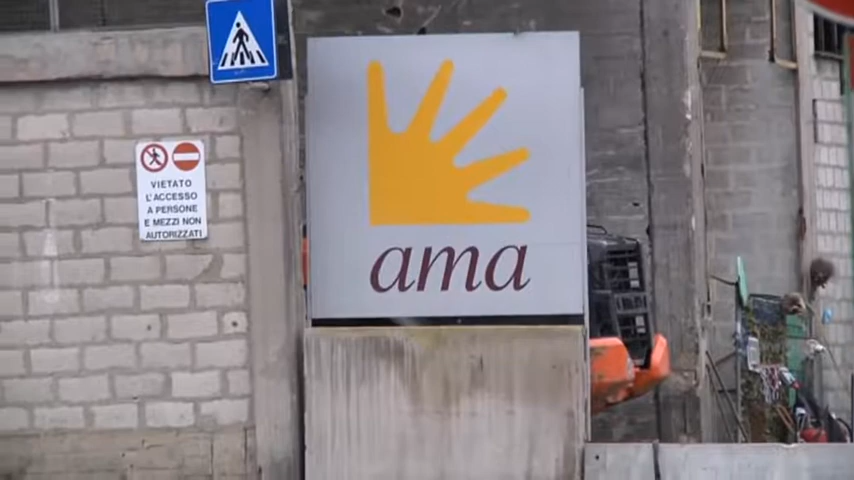 VIETATO
L'ACCESSO
A PERSONE
E MEZZI NON
AUTORIZZATI
ama